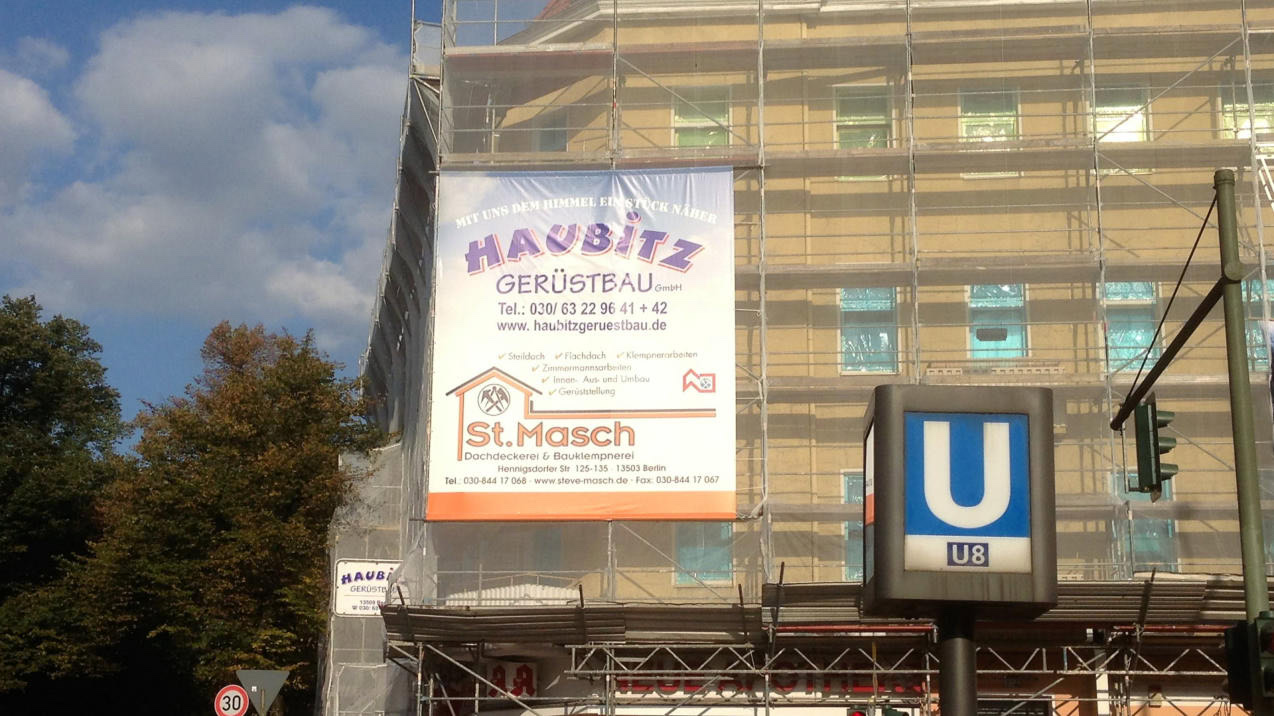 MIT UNS DEM HIMMEL EIN STÜCK NÄHER
HAUBITZ
GERÜSTBAU GmbH
Tel.: 030/ 63 22 96 41 + 42
www. haubitzgeruestbau.de
Steildach Flachdach Klempnerarbeiten
Zimmermannsarbeiten
Innen- Aus- und Umbau
Gerüststellung
St. Masch
Dachdeckerei & Bauklempnerei
Hennigsdorfer Str. 125-135 · 13503 Berlin
Tel.: 030-844 17 068 · www.steve-masch.de · Fax: 030-844 17 067
U
U8
GERÜSTB
30